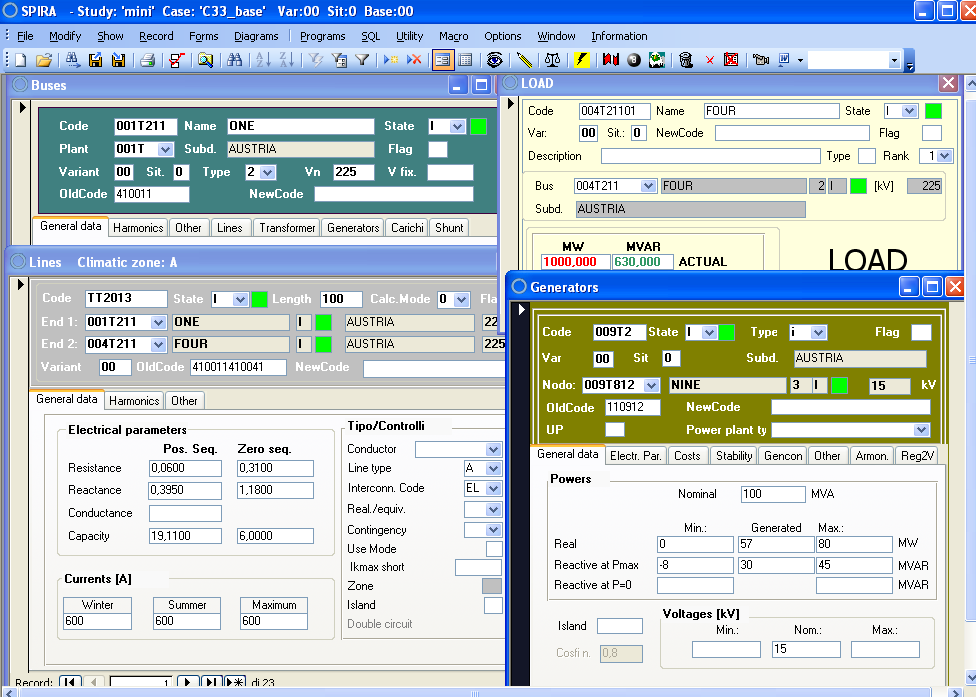 SPIRA - Study: 'mini' Case: 'C33_base' Var:00 Sit:0 Base:00
File Modify Show Record Forms Diagrams Programs SQL Utility Macro Options Window Information
Buses
Code 001T211 Name ONE State I
Plant 001T Subd. AUSTRIA Flag
Variant 00 Sit. 0 Type 2 Vn 225 V fix.
OldCode 410011 NewCode
General data Harmonics Other Lines Transformer Generators Carichi Shunt
LOAD
Code 004T21101 Name FOUR State I
Var: 00 Sit.: 0 NewCode Flag
Description Type Rank 1
Bus 004T211 FOUR 2 I [kV] 225
Subd. AUSTRIA
MW MVAR
1000,000 630,000 ACTUAL
LOAD
Lines Climatic zone: A
Code TT2013 State I Length 100 Calc.Mode 0 Fla
End 1: 001T211 ONE I AUSTRIA 22
End 2: 004T211 FOUR I AUSTRIA 225
Variant 00 OldCode 410011410041 NewCode
General data Harmonics Other
Electrical parameters
Pos. Seq. Zero seq.
Resistance 0,0600 0,3100
Reactance 0,3950 1,1800
Conductance
Capacity 19,1100 6,0000
Currents [A]
Winter Summer Maximum
600 600 600
Tipo/Controlli
Conductor
Line type A
Interconn. Code EL
Real./equiv.
Contingency
Use Mode
Ikmax short
Zone
Island
Double circuit
Record: 1 di 23
Generators
Code 009T2 State I Type i Flag
Var 00 Sit 0 Subd. AUSTRIA
Nodo: 009T812 NINE 3 I 15 kV
OldCode 110912 NewCode
UP Power plant ty
General data Electr. Par. Costs Stability Gencon Other Armon. Reg2V
Powers
Nominal 100 MVA
Min.: Generated Max.:
Real 0 57 80 MW
Reactive at Pmax -8 30 45 MVAR
Reactive at P=0 MVAR
Island
Cosfi n. 0,8
Voltages [kV]
Min.: Nom.: Max.:
15